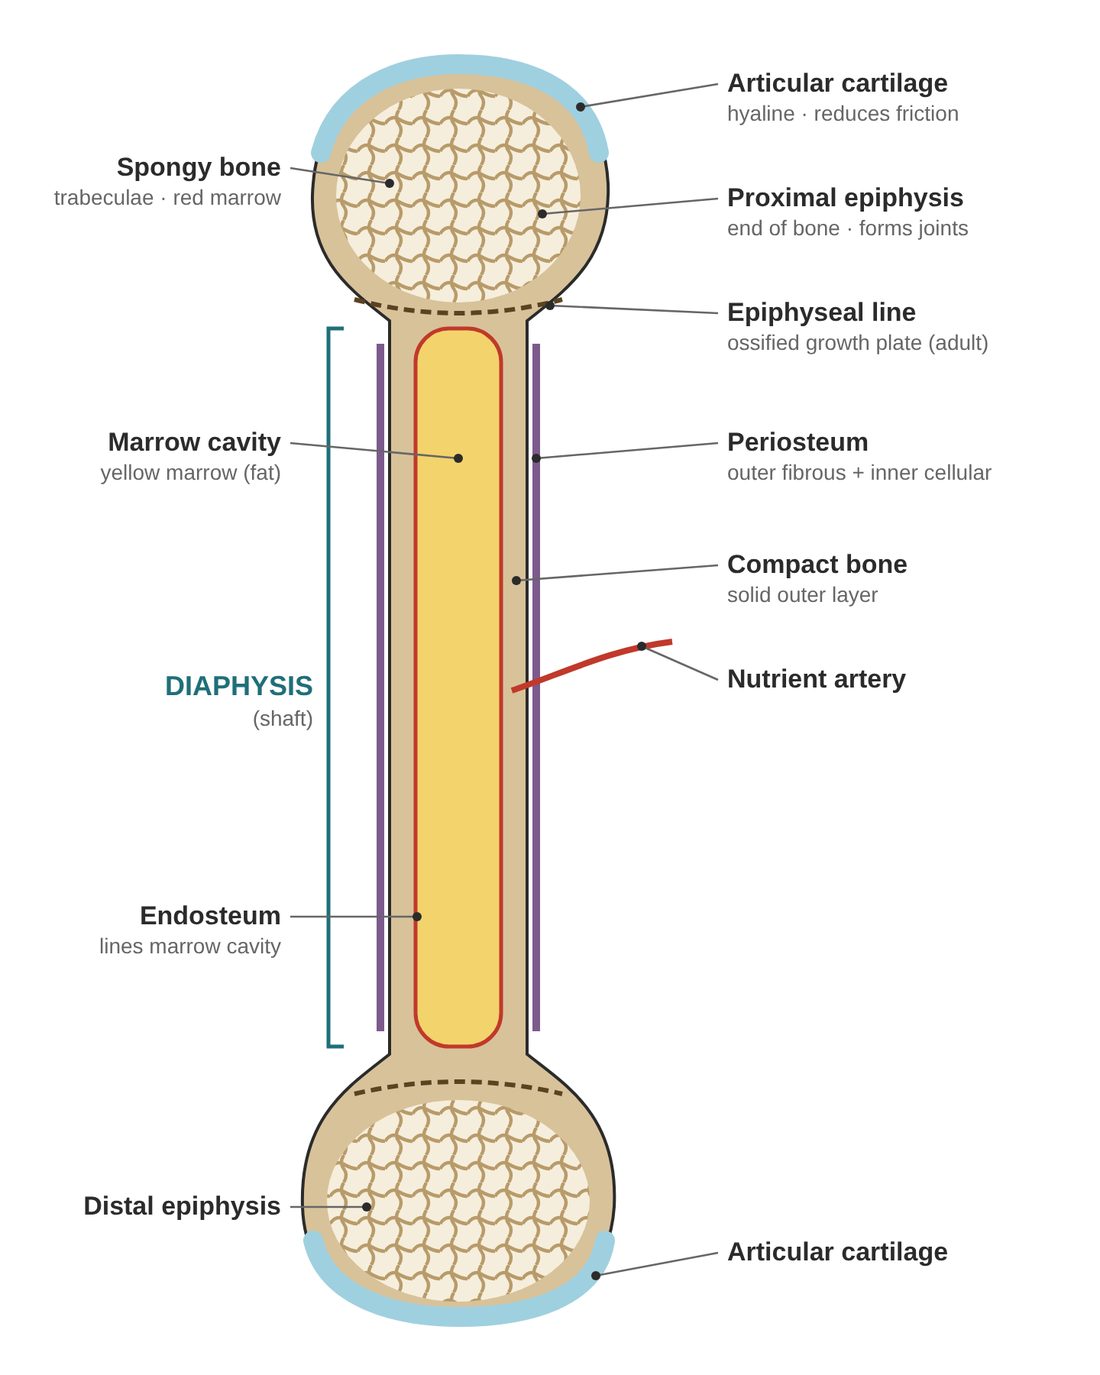 Articular cartilage
hyaline · reduces friction
Spongy bone
trabeculae · red marrow
Proximal epiphysis
end of bone · forms joints
Epiphyseal line
ossified growth plate (adult)
Marrow cavity
yellow marrow (fat)
Periosteum
outer fibrous + inner cellular
Compact bone
solid outer layer
DIAPHYSIS
(shaft)
Nutrient artery
Endosteum
lines marrow cavity
Distal epiphysis
Articular cartilage